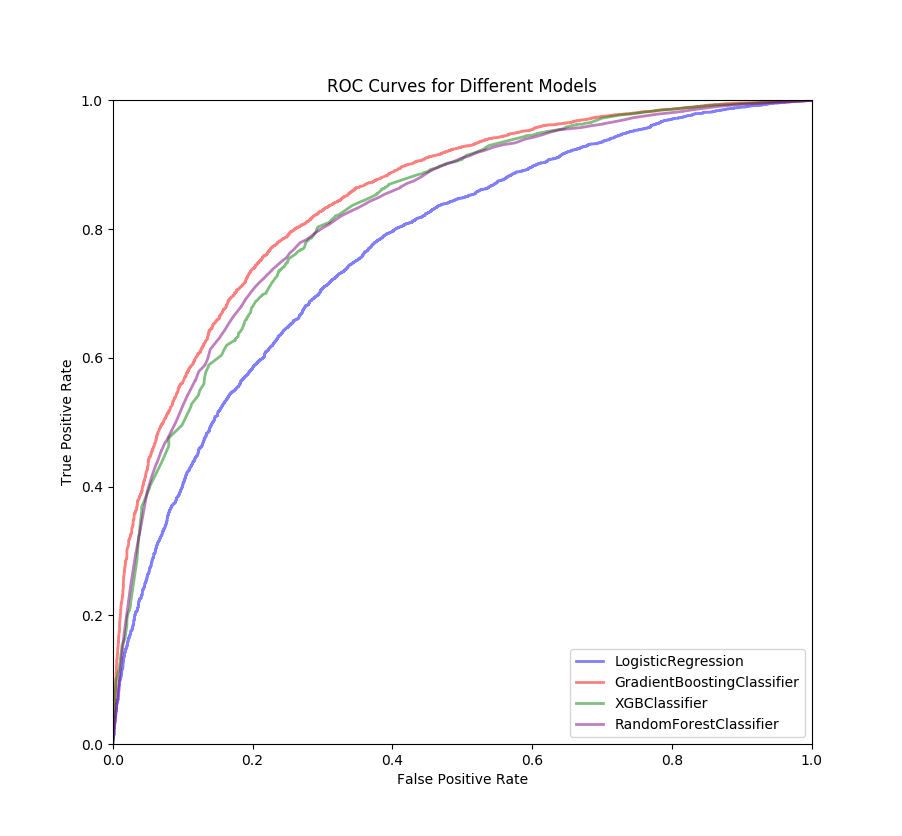 ROC Curves for Different Models
1.0
0.8
0.6
0.4
0.2
0.0
True Positive Rate
LogisticRegression
GradientBoostingClassifier
XGBClassifier
RandomForestClassifier
0.0 0.2 0.4 0.6 0.8 1.0
False Positive Rate